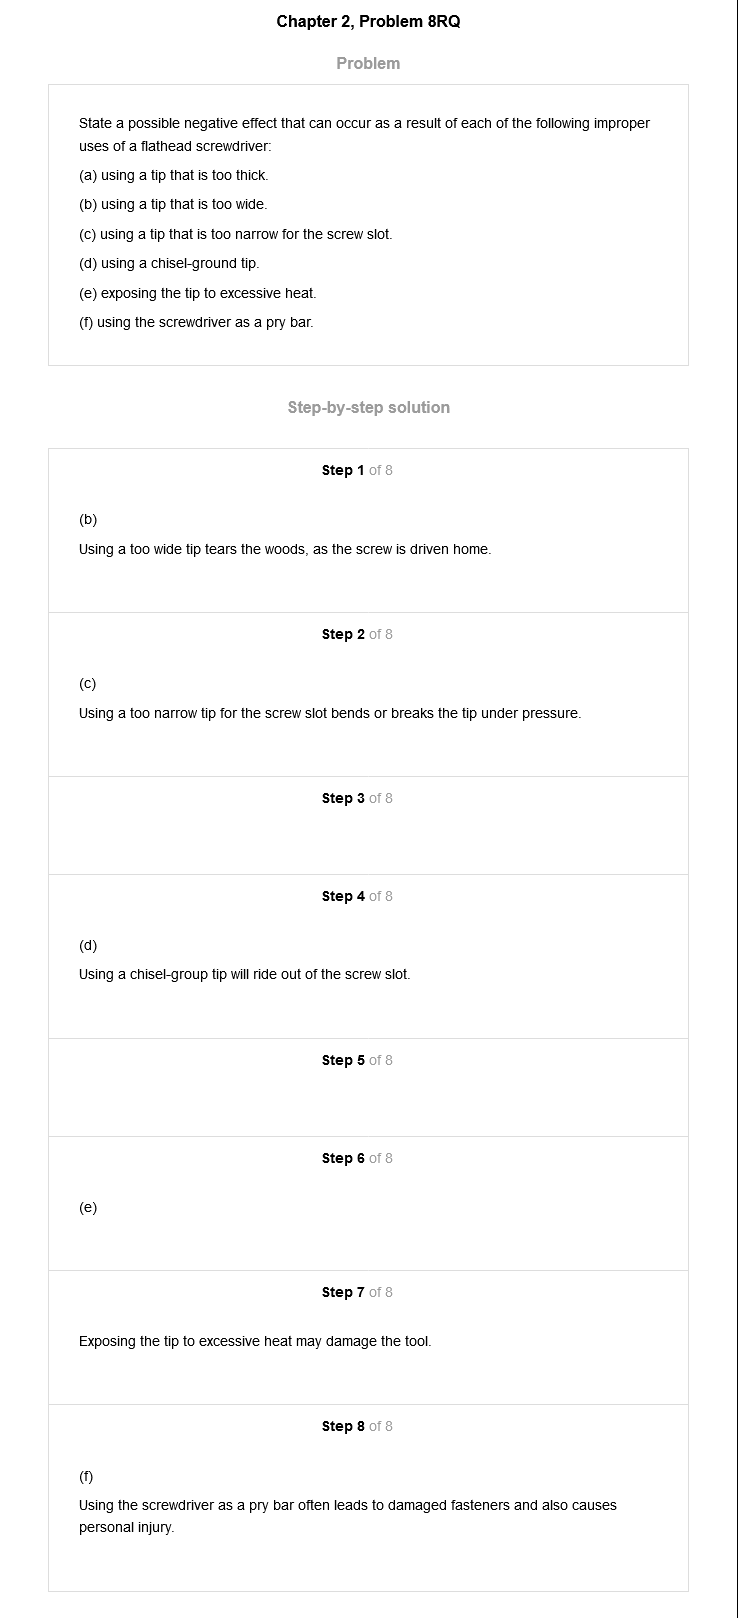 Chapter 2, Problem 8RQ
Problem
State a possible negative effect that can occur as a result of each of the following improper
uses of a flathead screwdriver:
(a) using a tip that is too thick.
(b) using a tip that is too wide.
(c) using a tip that is too narrow for the screw slot.
(d) using a chisel-ground tip.
(e) exposing the tip to excessive heat.
(f) using the screwdriver as a pry bar.
Step-by-step solution
Step 1 of 8
(b)
Using a too wide tip tears the woods, as the screw is driven home.
Step 2 of 8
(c)
Using a too narrow tip for the screw slot bends or breaks the tip under pressure.
Step 3 of 8
Step 4 of 8
(d)
Using a chisel-group tip will ride out of the screw slot.
Step 5 of 8
Step 6 of 8
(e)
Step 7 of 8
Exposing the tip to excessive heat may damage the tool.
Step 8 of 8
(f)
Using the screwdriver as a pry bar often leads to damaged fasteners and also causes
personal injury.